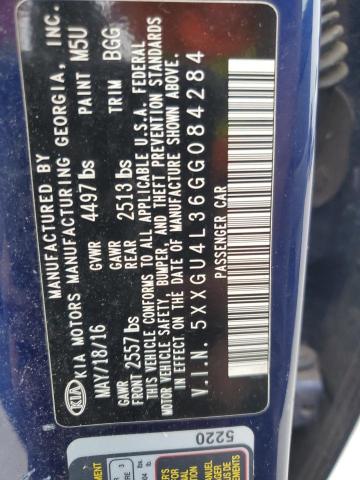 MANUFACTURED BY
KIA KIA MOTORS MANUFACTURING GEORGIA, INC.
MAY/18/16 GVWR 4497 lbs PAINT M5U
GAWR FRONT 2557 lbs GAWR REAR 2513 lbs TRIM BGG
THIS VEHICLE CONFORMS TO ALL APPLICABLE U.S.A. FEDERAL
MOTOR VEHICLE SAFETY, BUMPER, AND THEFT PREVENTION STANDARDS
IN EFFECT ON THE DATE OF MANUFACTURE SHOWN ABOVE.
V.I.N. 5XXGU4L36GG084284
PASSENGER CAR
5220